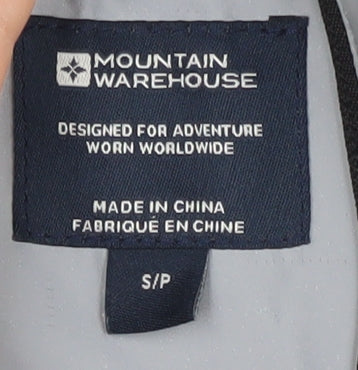 MOUNTAIN
WAREHOUSE
DESIGNED FOR ADVENTURE
WORN WORLDWIDE
MADE IN CHINA
FABRIQUÉ EN CHINE
S/P